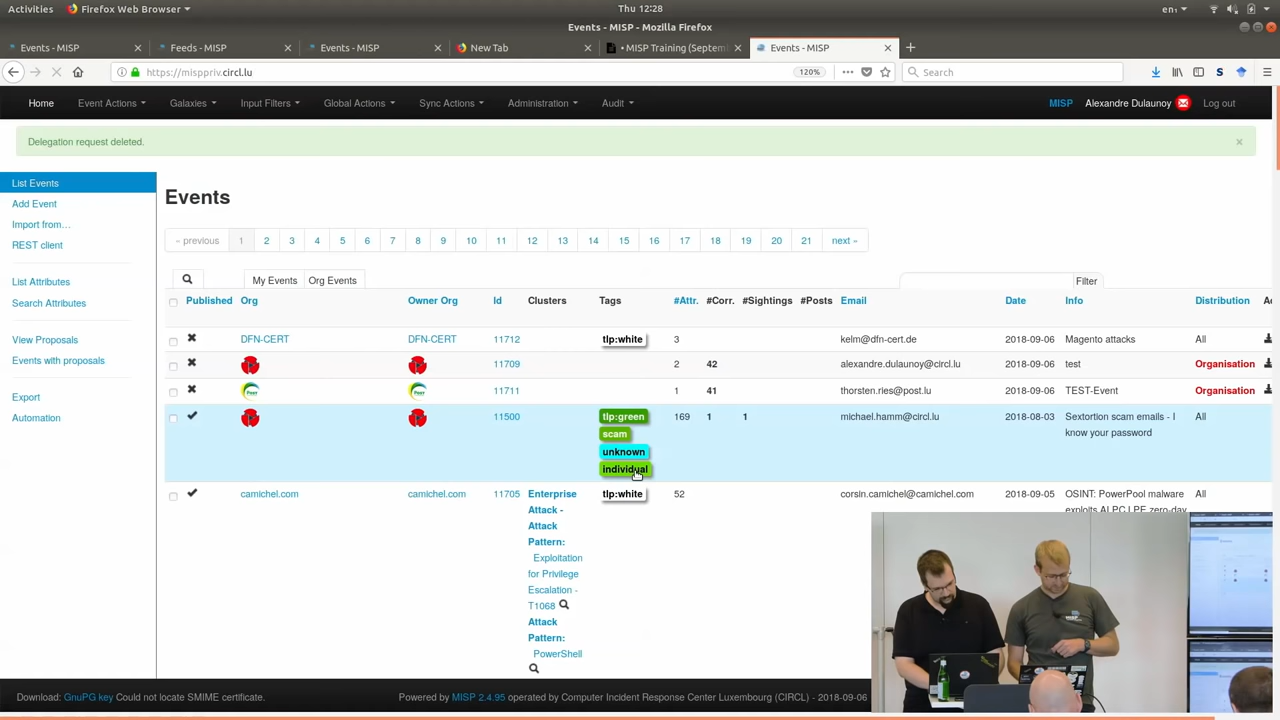 Activities Firefox Web Browser Thu 12:28 en
Events - MISP - Mozilla Firefox
Events - MISP Feeds - MISP Events - MISP New Tab • MISP Training (Septem Events - MISP
https://misppriv.circl.lu 120% Search
Home Event Actions Galaxies Input Filters Global Actions Sync Actions Administration Audit MISP Alexandre Dulaunoy Log out
Delegation request deleted. ×
List Events
Add Event
Import from…
REST client
List Attributes
Search Attributes
View Proposals
Events with proposals
Export
Automation
Events
« previous 1 2 3 4 5 6 7 8 9 10 11 12 13 14 15 16 17 18 19 20 21 next »
My Events Org Events Filter
Published Org Owner Org Id Clusters Tags #Attr. #Corr. #Sightings #Posts Email Date Info Distribution
DFN-CERT DFN-CERT 11712 tlp:white 3 kelm@dfn-cert.de 2018-09-06 Magento attacks All
11709 2 42 alexandre.dulaunoy@circl.lu 2018-09-06 test Organisation
11711 1 41 thorsten.ries@post.lu 2018-09-06 TEST-Event Organisation
11500 tlp:green 169 1 1 michael.hamm@circl.lu 2018-08-03 Sextortion scam emails - I All
scam know your password
unknown
individual
camichel.com camichel.com 11705 Enterprise tlp:white 52 corsin.camichel@camichel.com 2018-09-05 OSINT: PowerPool malware All
Attack - exploits ALPC LPE zero-day
Attack
Pattern:
Exploitation
for Privilege
Escalation -
T1068
Attack
Pattern:
PowerShell
Download: GnuPG key Could not locate SMIME certificate. Powered by MISP 2.4.95 operated by Computer Incident Response Center Luxembourg (CIRCL) - 2018-09-06